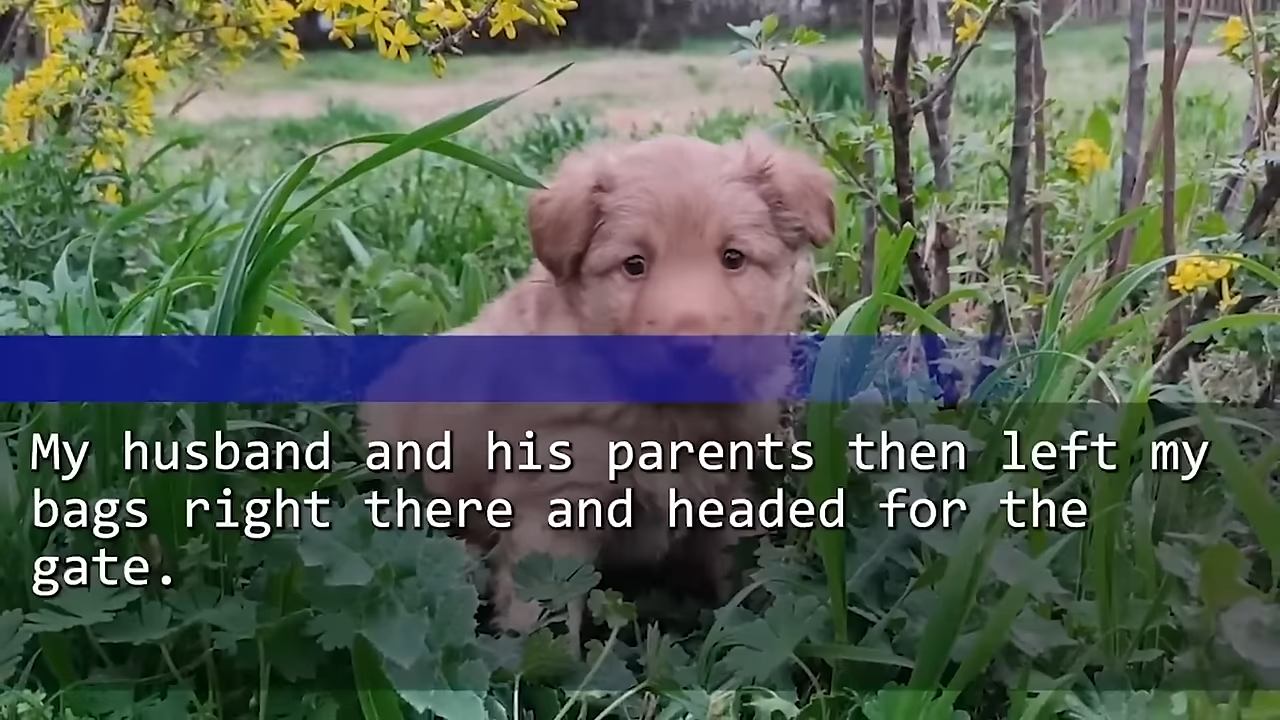 My husband and his parents then left my
bags right there and headed for the
gate.